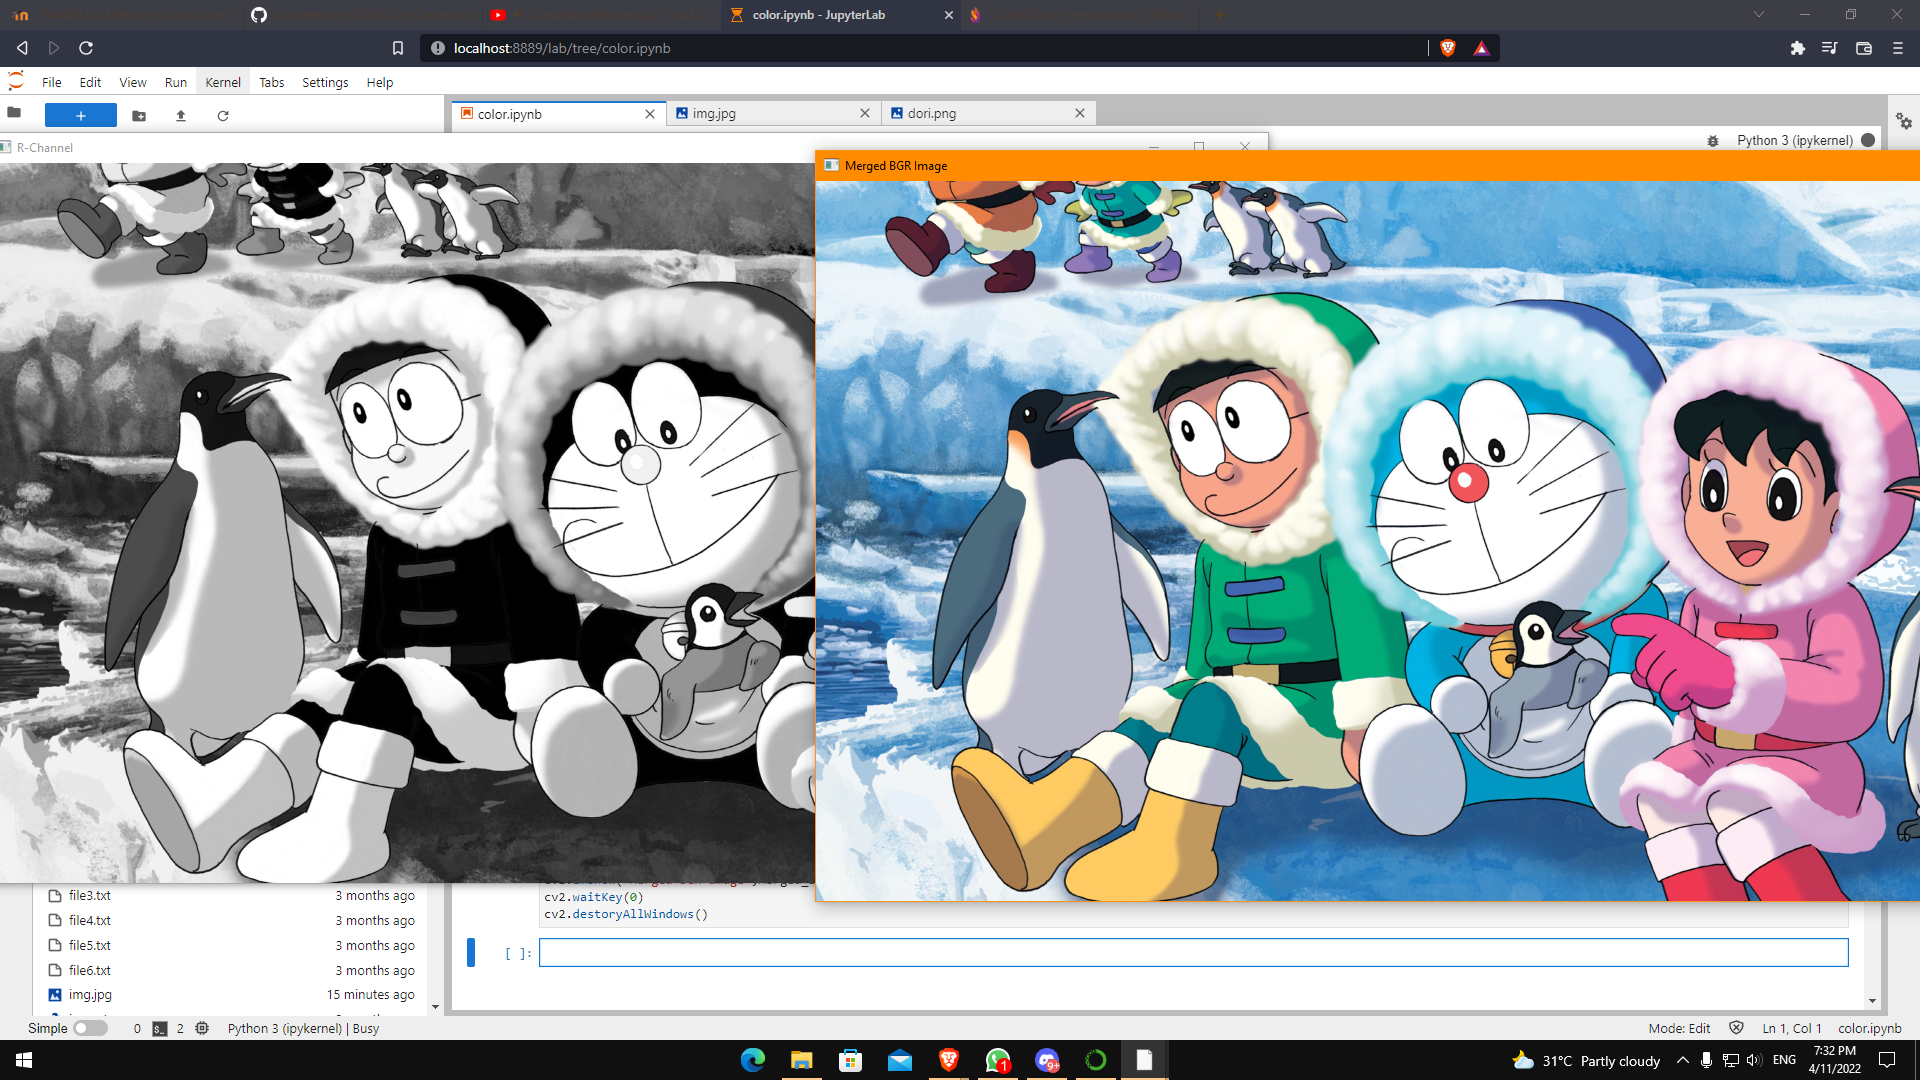 color.ipynb - JupyterLab
localhost:8889/lab/tree/color.ipynb
File Edit View Run Kernel Tabs Settings Help
color.ipynb img.jpg dori.png
Python 3 (ipykernel)
R-Channel
Merged BGR Image
cv2.waitKey(0)
cv2.destoryAllWindows()
[ ]:
file3.txt 3 months ago
file4.txt 3 months ago
file5.txt 3 months ago
file6.txt 3 months ago
img.jpg 15 minutes ago
Simple 0 2 Python 3 (ipykernel) | Busy
Mode: Edit Ln 1, Col 1 color.ipynb
31°C Partly cloudy ENG 7:32 PM
4/11/2022